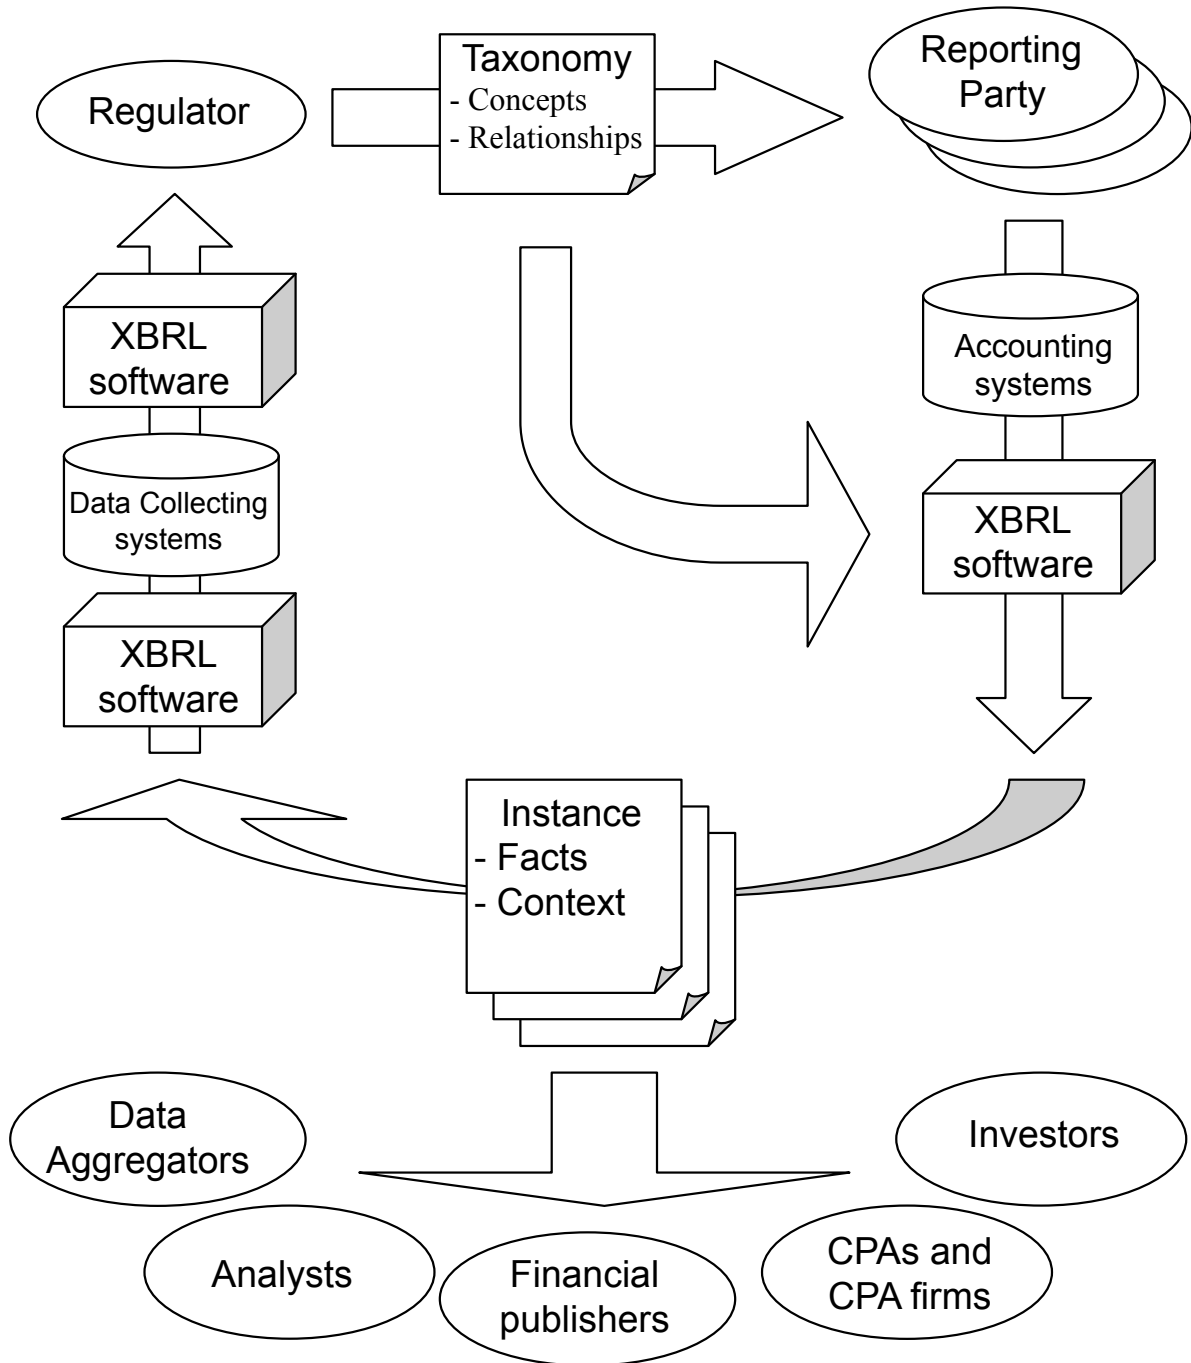 Regulator
Taxonomy
- Concepts
- Relationships
Reporting
Party
XBRL
software
Data Collecting
systems
XBRL
software
Accounting
systems
XBRL
software
Instance
- Facts
- Context
Data
Aggregators
Analysts
Financial
publishers
CPAs and
CPA firms
Investors